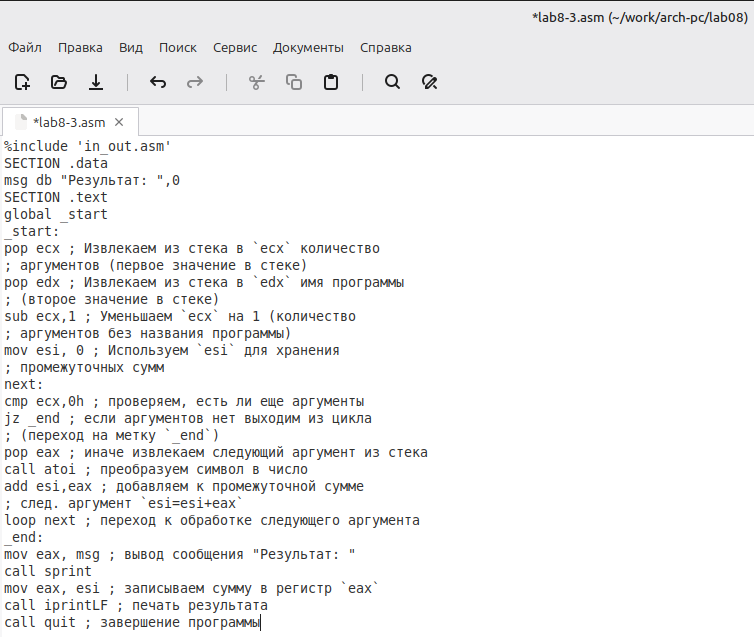 *lab8-3.asm (~/work/arch-pc/lab08)
Файл Правка Вид Поиск Сервис Документы Справка
*lab8-3.asm
%include 'in_out.asm'
SECTION .data
msg db "Результат: ",0
SECTION .text
global _start
_start:
pop ecx ; Извлекаем из стека в `ecx` количество
; аргументов (первое значение в стеке)
pop edx ; Извлекаем из стека в `edx` имя программы
; (второе значение в стеке)
sub ecx,1 ; Уменьшаем `ecx` на 1 (количество
; аргументов без названия программы)
mov esi, 0 ; Используем `esi` для хранения
; промежуточных сумм
next:
cmp ecx,0h ; проверяем, есть ли еще аргументы
jz _end ; если аргументов нет выходим из цикла
; (переход на метку `_end`)
pop eax ; иначе извлекаем следующий аргумент из стека
call atoi ; преобразуем символ в число
add esi,eax ; добавляем к промежуточной сумме
; след. аргумент `esi=esi+eax`
loop next ; переход к обработке следующего аргумента
_end:
mov eax, msg ; вывод сообщения "Результат: "
call sprint
mov eax, esi ; записываем сумму в регистр `eax`
call iprintLF ; печать результата
call quit ; завершение программы